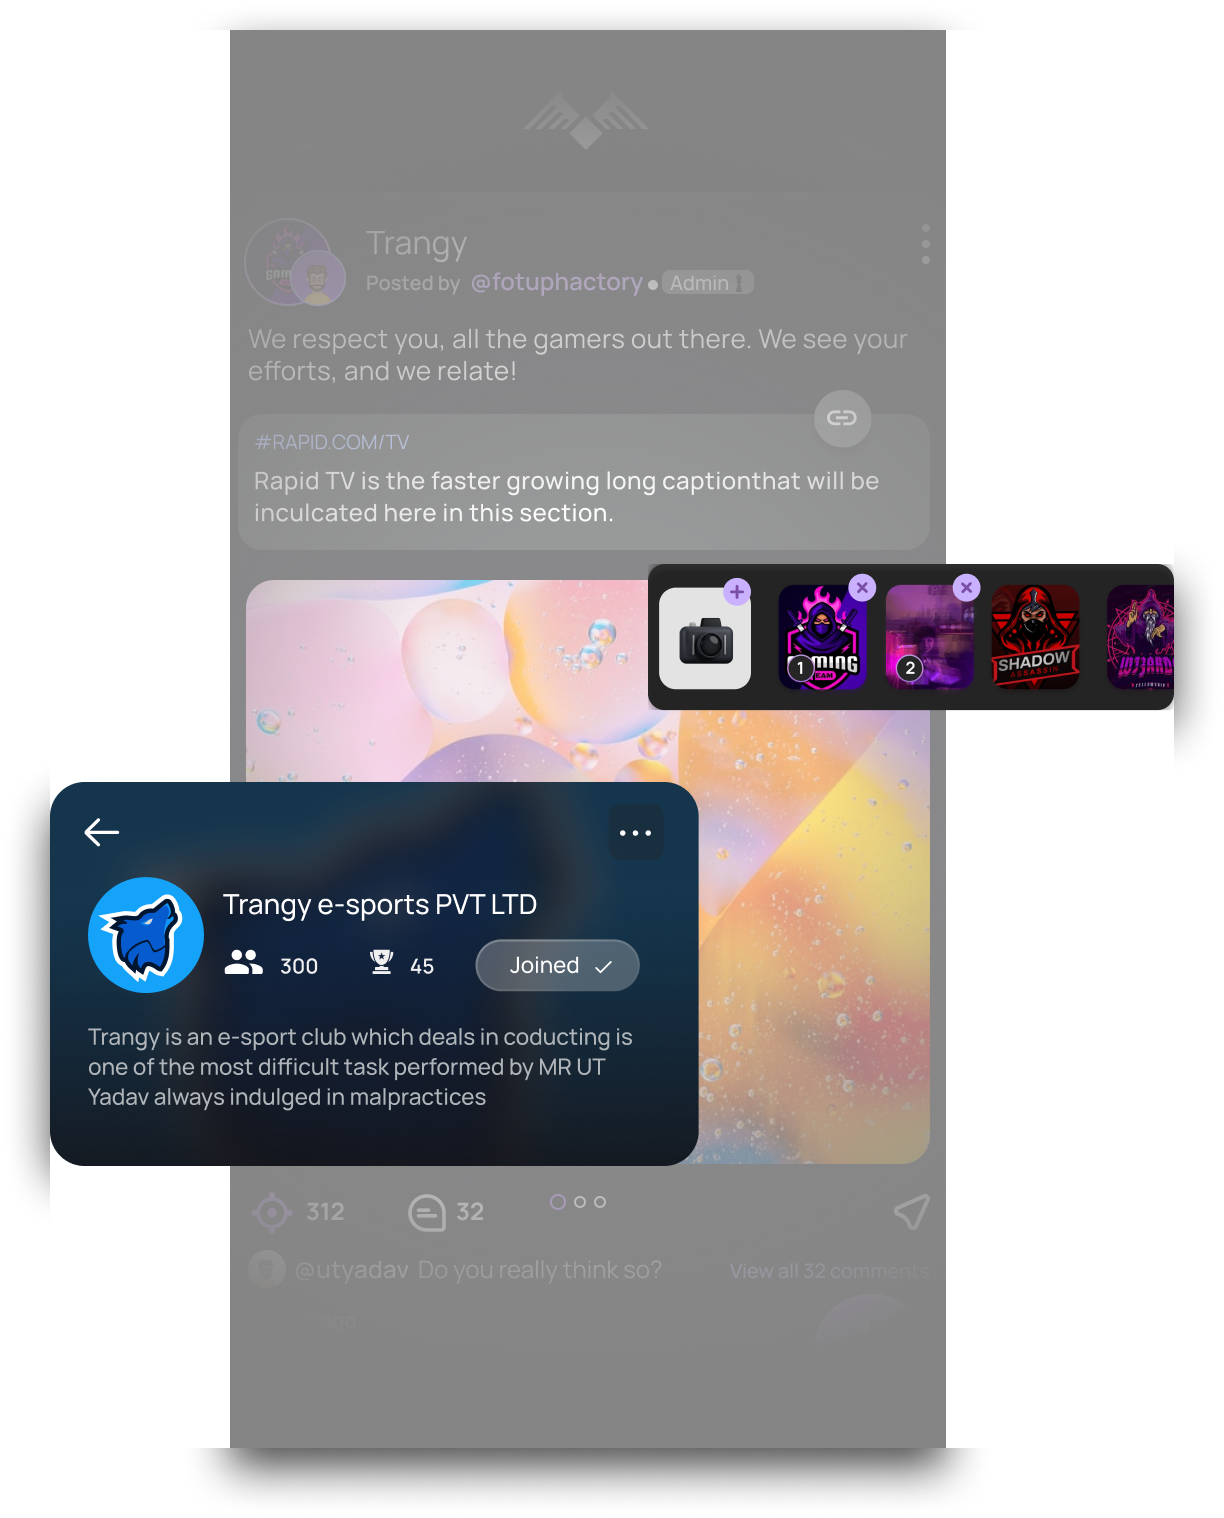 Trangy
Posted by @fotuphactory Admin
We respect you, all the gamers out there. We see your
efforts, and we relate!
#RAPID.COM/TV
Rapid TV is the faster growing long captionthat will be
inculcated here in this section.
1
GAMING
TEAM
2
SHADOW
ASSASSIN
Trangy e-sports PVT LTD
300
45
Joined
Trangy is an e-sport club which deals in coducting is
one of the most difficult task performed by MR UT
Yadav always indulged in malpractices
312
32
@utyadav Do you really think so?
View all 32 comments